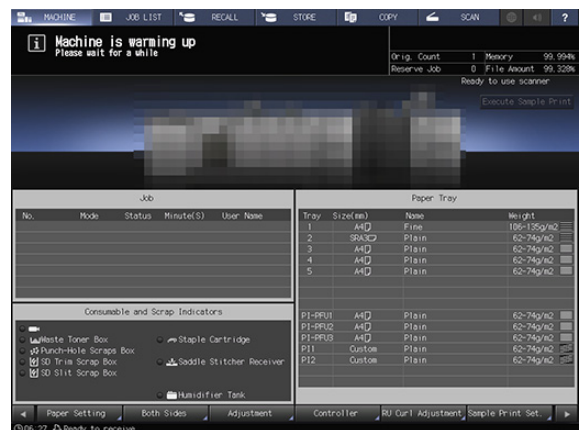 MACHINE JOB LIST RECALL STORE COPY SCAN ?
i Machine is warming up
Please wait for a while
Orig. Count 1 Memory 99.994%
Reserve Job 0 File Amount 99.328%
Ready to use scanner
Execute Sample Print
Job
No. Mode Status Minute(S) User Name
Paper Tray
Tray Size(mm) Name Weight
1 A4 Fine 106-135g/m2
2 SRA3 Plain 62-74g/m2
3 A4 Plain 62-74g/m2
4 A4 Plain 62-74g/m2
5 A4 Plain 62-74g/m2
PI-PFU1 A4 Plain 62-74g/m2
PI-PFU2 A4 Plain 62-74g/m2
PI-PFU3 A4 Plain 62-74g/m2
PI1 Custom Plain 62-74g/m2
PI2 Custom Plain 62-74g/m2
Consumable and Scrap Indicators
Waste Toner Box Staple Cartridge
Punch-Hole Scraps Box
SD Trim Scrap Box Saddle Stitcher Receiver
SD Slit Scrap Box
Humidifier Tank
Paper Setting Both Sides Adjustment Controller RU Curl Adjustment Sample Print Set.
06:27 Ready to receive